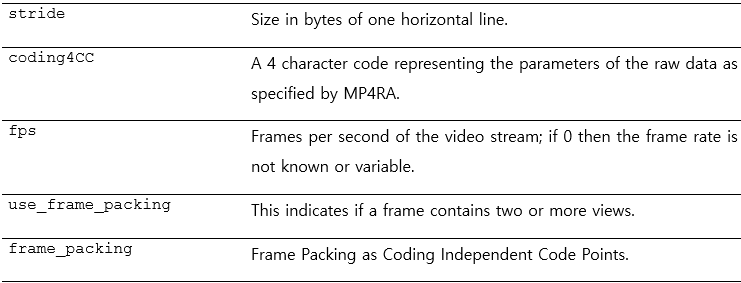 stride Size in bytes of one horizontal line.
coding4CC A 4 character code representing the parameters of the raw data as
specified by MP4RA.
fps Frames per second of the video stream; if 0 then the frame rate is
not known or variable.
use_frame_packing This indicates if a frame contains two or more views.
frame_packing Frame Packing as Coding Independent Code Points.